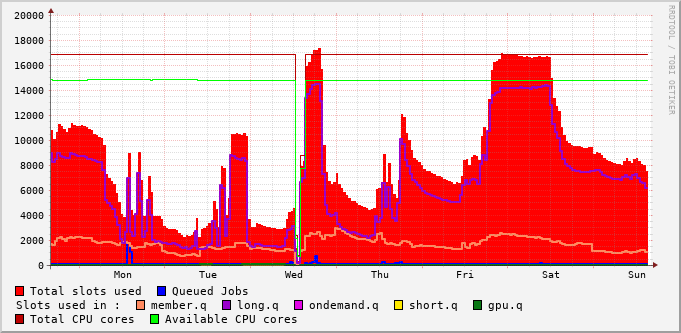 20000
18000
16000
14000
12000
10000
8000
6000
4000
2000
0
Mon Tue Wed Thu Fri Sat Sun
RRDTOOL / TOBI OETIKER
Total slots used Queued Jobs
Slots used in : member.q long.q ondemand.q short.q gpu.q
Total CPU cores Available CPU cores